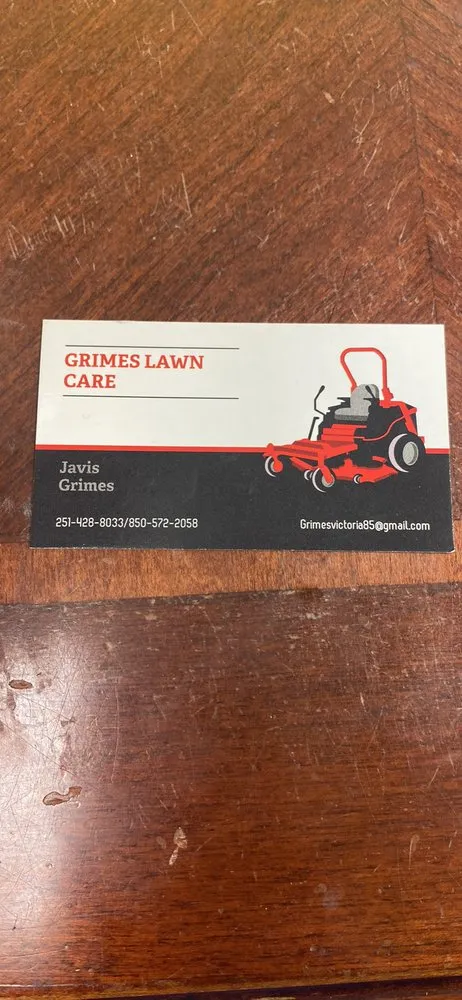 GRIMES LAWN
CARE
Javis
Grimes
251-428-8033/850-572-2058
Grimesvictoria85@gmail.com